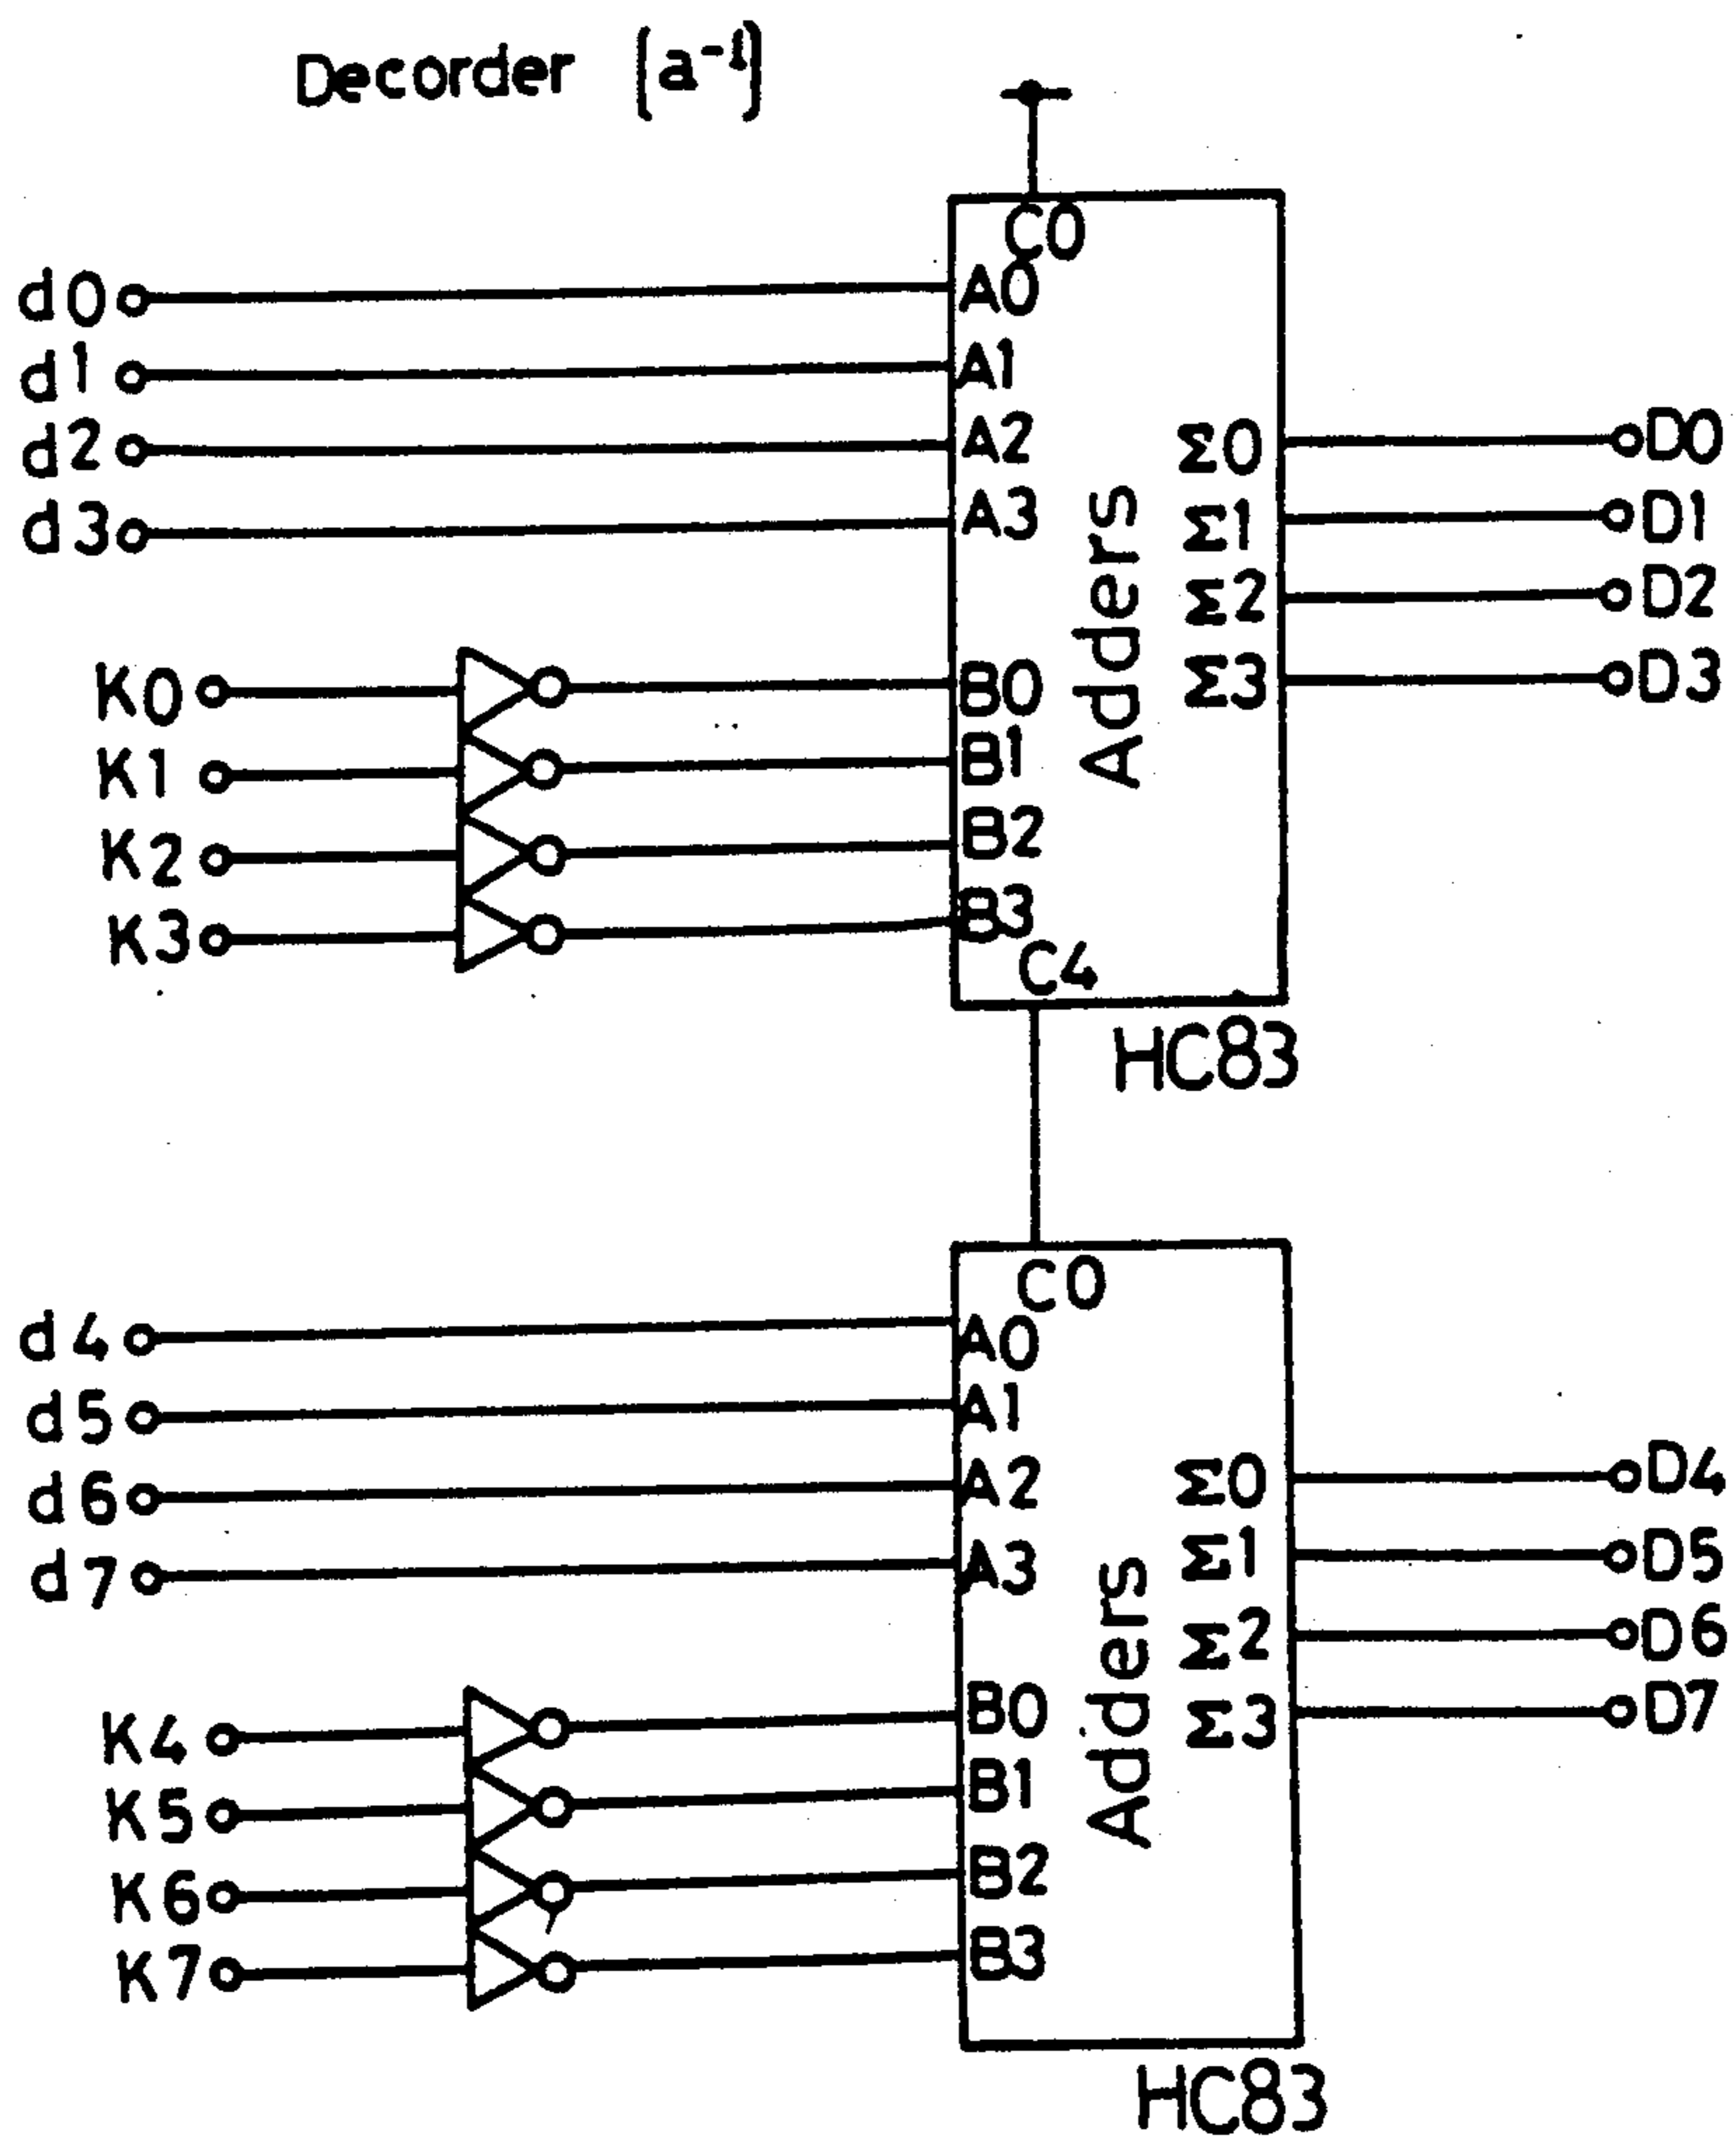 Decorder [a⁻¹]
C0
d0 A0
d1 A1
d2 A2 Σ0 D0
d3 A3 Σ1 D1
Adders
Σ2 D2
K0 B0 Σ3 D3
K1 B1
K2 B2
K3 B3
C4
HC83
C0
d4 A0
d5 A1
d6 A2 Σ0 D4
d7 A3 Σ1 D5
Adders
Σ2 D6
K4 B0 Σ3 D7
K5 B1
K6 B2
K7 B3
HC83